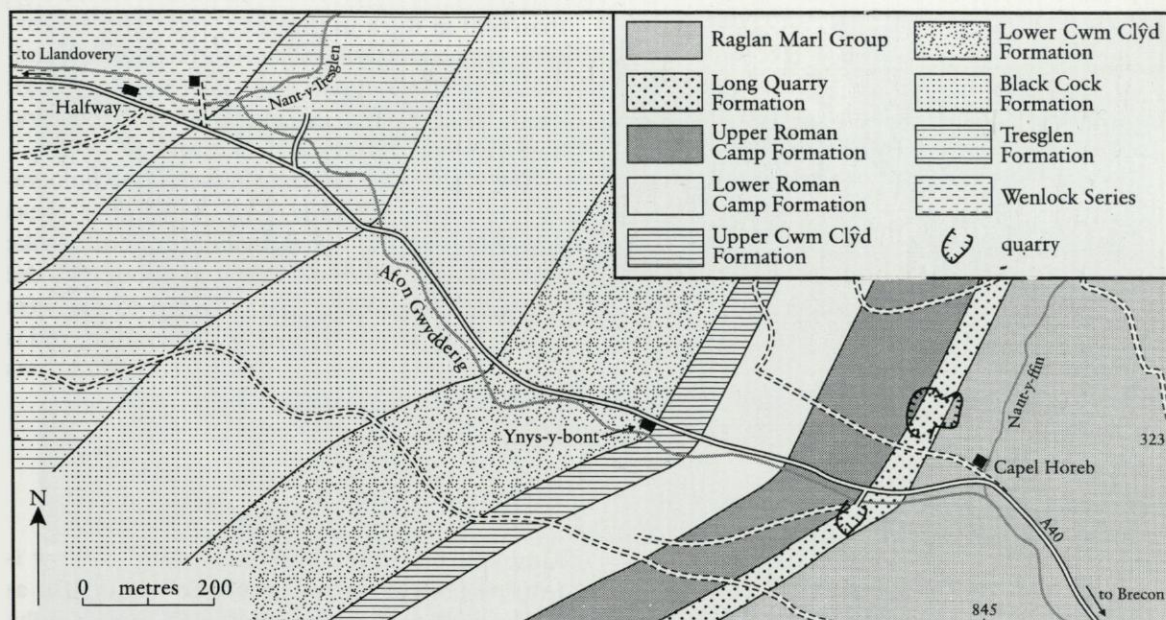 to Llandovery
Halfway
Nant-y-Tresglen
Afon Gwydderig
Ynys-y-bont
Nant-y-ffin
323
Capel Horeb
A40
to Brecon
845
N
0 metres 200
Raglan Marl Group
Long Quarry
Formation
Upper Roman
Camp Formation
Lower Roman
Camp Formation
Upper Cwm Clŷd
Formation
Lower Cwm Clŷd
Formation
Black Cock
Formation
Tresglen
Formation
Wenlock Series
quarry